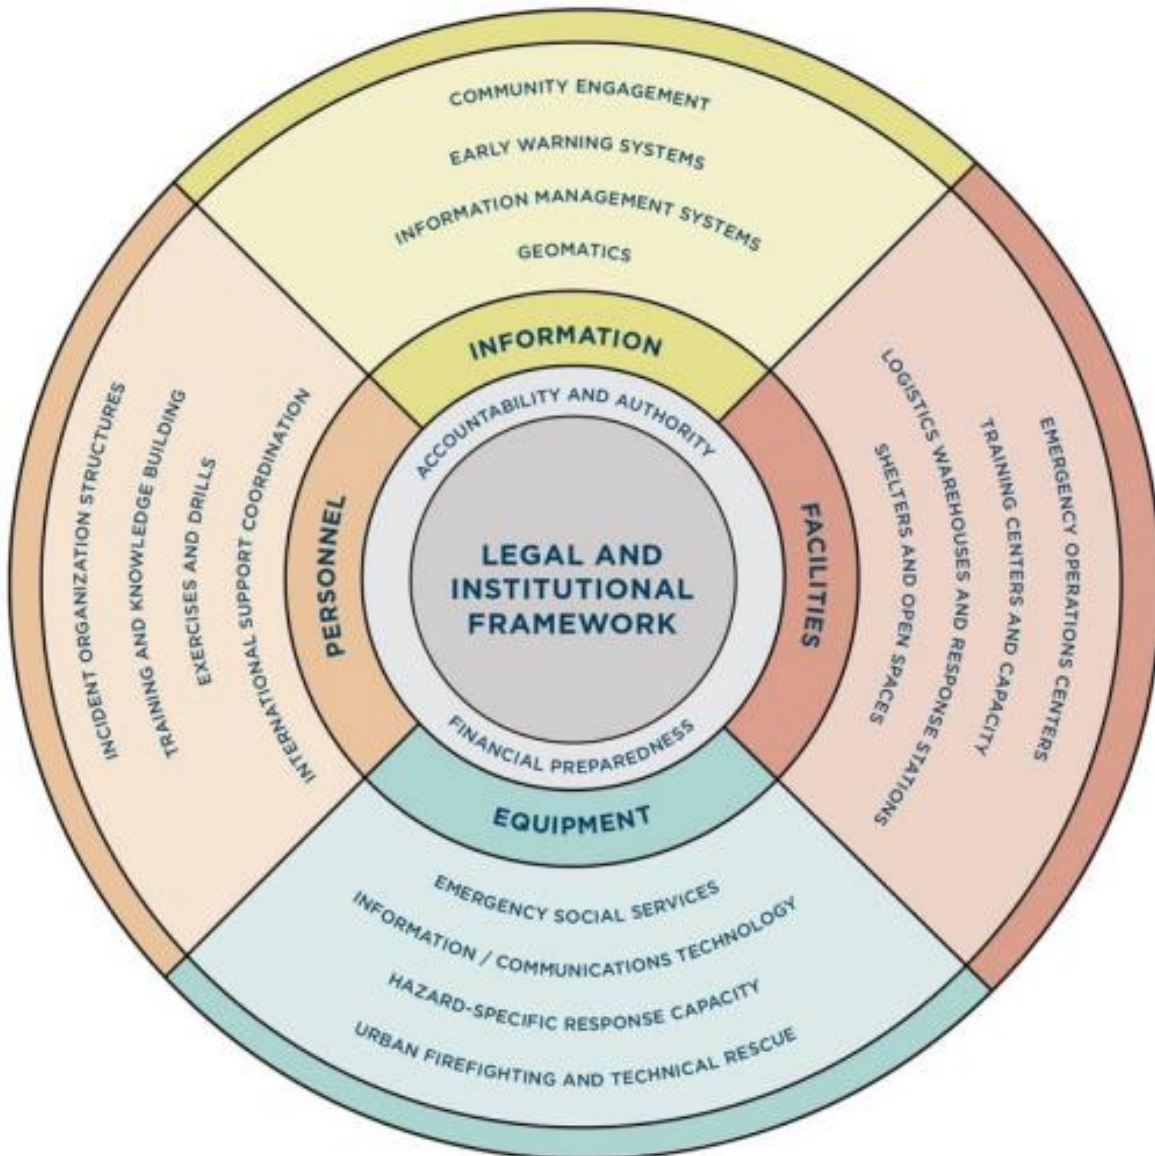 COMMUNITY ENGAGEMENT
EARLY WARNING SYSTEMS
INFORMATION MANAGEMENT SYSTEMS
GEOMATICS
INFORMATION
ACCOUNTABILITY AND AUTHORITY
LEGAL AND
INSTITUTIONAL
FRAMEWORK
FINANCIAL PREPAREDNESS
PERSONNEL
INCIDENT ORGANIZATION STRUCTURES
TRAINING AND KNOWLEDGE BUILDING
EXERCISES AND DRILLS
INTERNATIONAL SUPPORT COORDINATION
FACILITIES
EMERGENCY OPERATIONS CENTERS
TRAINING CENTERS AND CAPACITY
LOGISTICS WAREHOUSES AND RESPONSE STATIONS
SHELTERS AND OPEN SPACES
EQUIPMENT
EMERGENCY SOCIAL SERVICES
INFORMATION / COMMUNICATIONS TECHNOLOGY
HAZARD-SPECIFIC RESPONSE CAPACITY
URBAN FIREFIGHTING AND TECHNICAL RESCUE